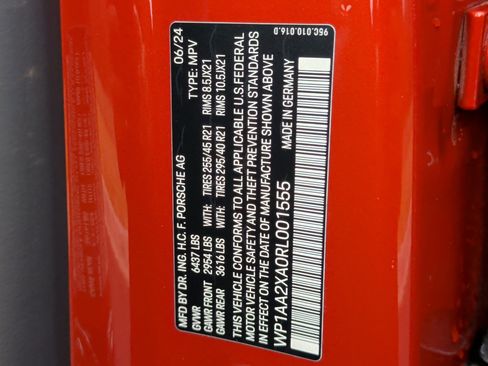 MFD BY DR. ING. H.C. F. PORSCHE AG 06/24
GVWR 6437 LBS TYPE: MPV
GAWR FRONT 2954 LBS WITH: TIRES 255/45 R21 RIMS 8.5JX21
GAWR REAR 3616 LBS WITH: TIRES 295/40 R21 RIMS 10.5JX21
THIS VEHICLE CONFORMS TO ALL APPLICABLE U.S.FEDERAL
MOTOR VEHICLE SAFETY AND THEFT PREVENTION STANDARDS
IN EFFECT ON THE DATE OF MANUFACTURE SHOWN ABOVE
WP1AA2XA0RL001555 MADE IN GERMANY
95C.010.016.D